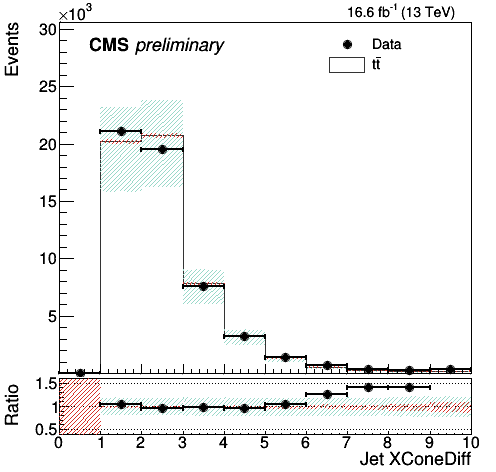 ×10³
16.6 fb⁻¹ (13 TeV)
Events
30
CMS preliminary
Data
tt̄
25
20
15
10
5
Ratio
1.5
1
0.5
0 1 2 3 4 5 6 7 8 9 10
Jet XConeDiff